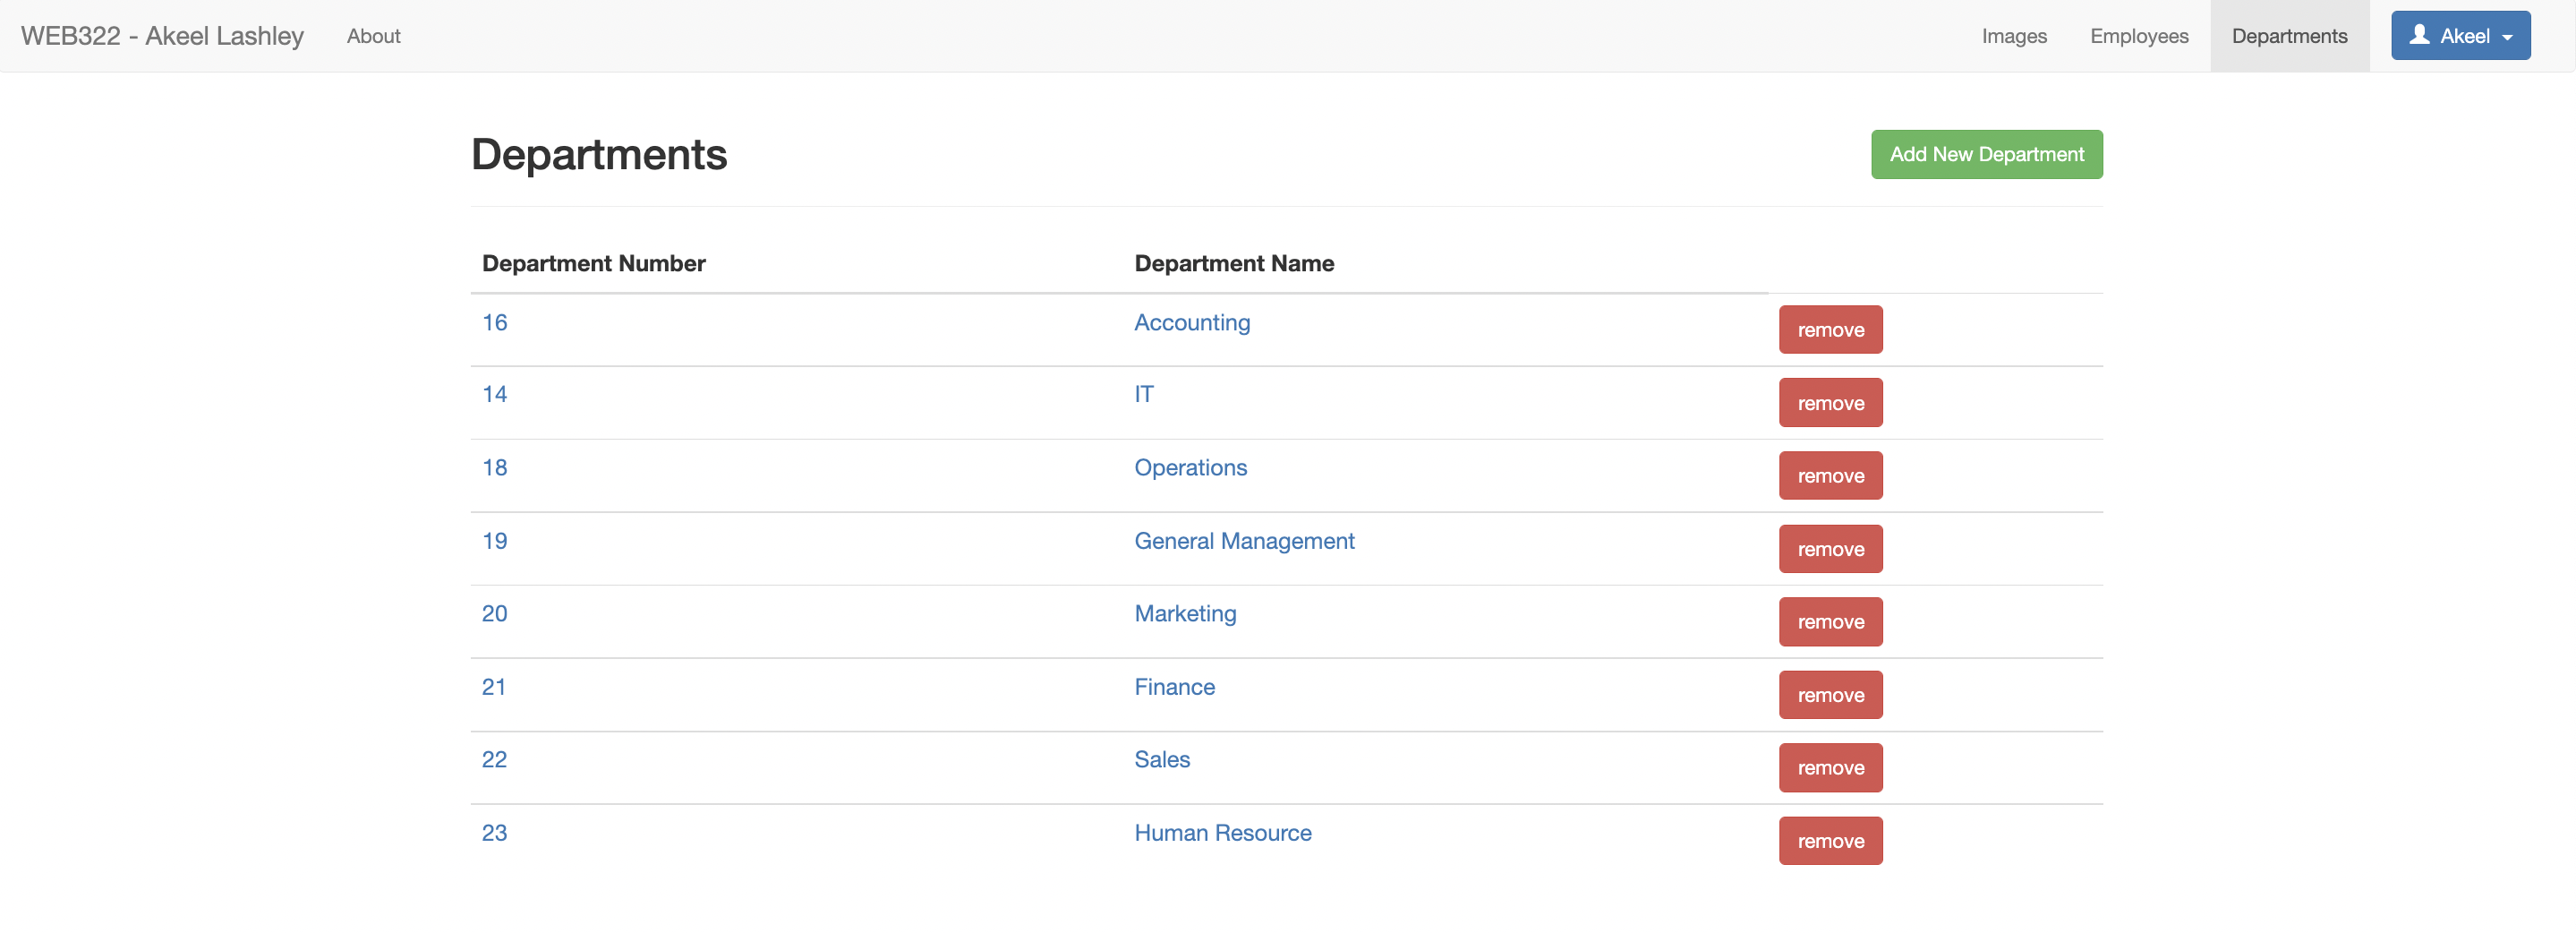 WEB322 - Akeel Lashley About Images Employees Departments Akeel
Departments Add New Department
Department Number Department Name
16 Accounting remove
14 IT remove
18 Operations remove
19 General Management remove
20 Marketing remove
21 Finance remove
22 Sales remove
23 Human Resource remove